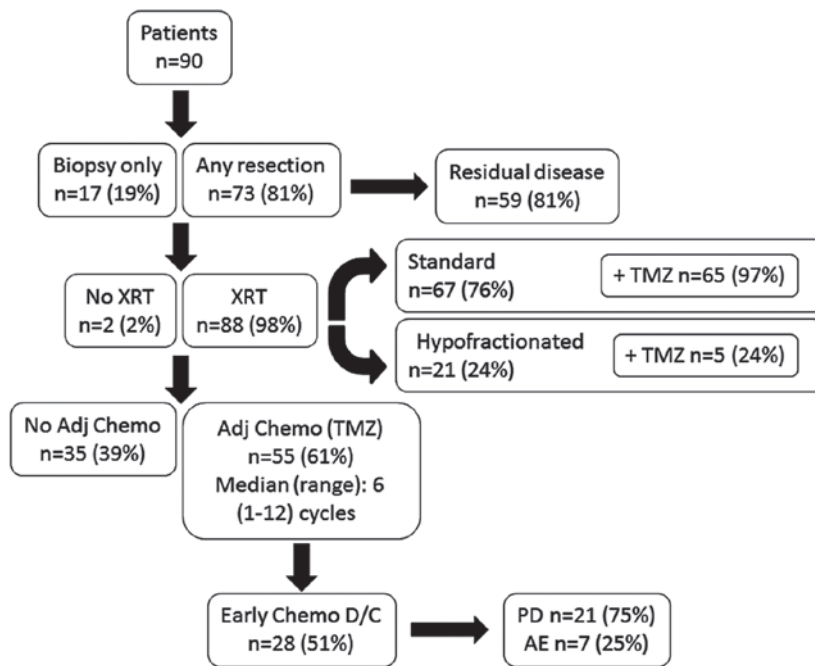 Patients
n=90
Biopsy only
n=17 (19%)
Any resection
n=73 (81%)
Residual disease
n=59 (81%)
No XRT
n=2 (2%)
XRT
n=88 (98%)
Standard
n=67 (76%)
+ TMZ n=65 (97%)
Hypofractionated
n=21 (24%)
+ TMZ n=5 (24%)
No Adj Chemo
n=35 (39%)
Adj Chemo (TMZ)
n=55 (61%)
Median (range): 6
(1-12) cycles
Early Chemo D/C
n=28 (51%)
PD n=21 (75%)
AE n=7 (25%)